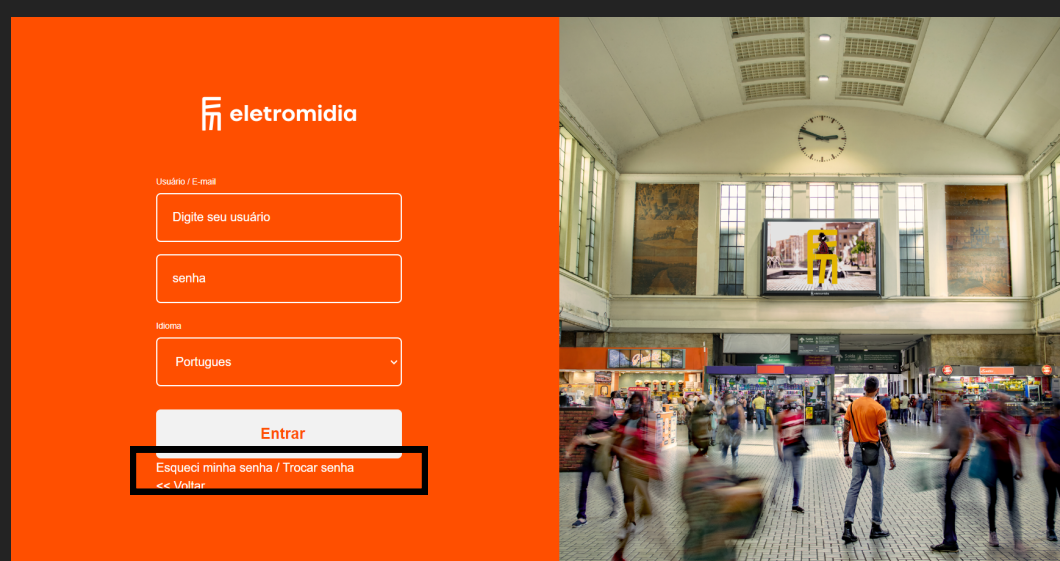 eletromidia
Usuário / E-mail
Digite seu usuário
senha
Idioma
Portugues
Entrar
Esqueci minha senha / Trocar senha
<< Voltar